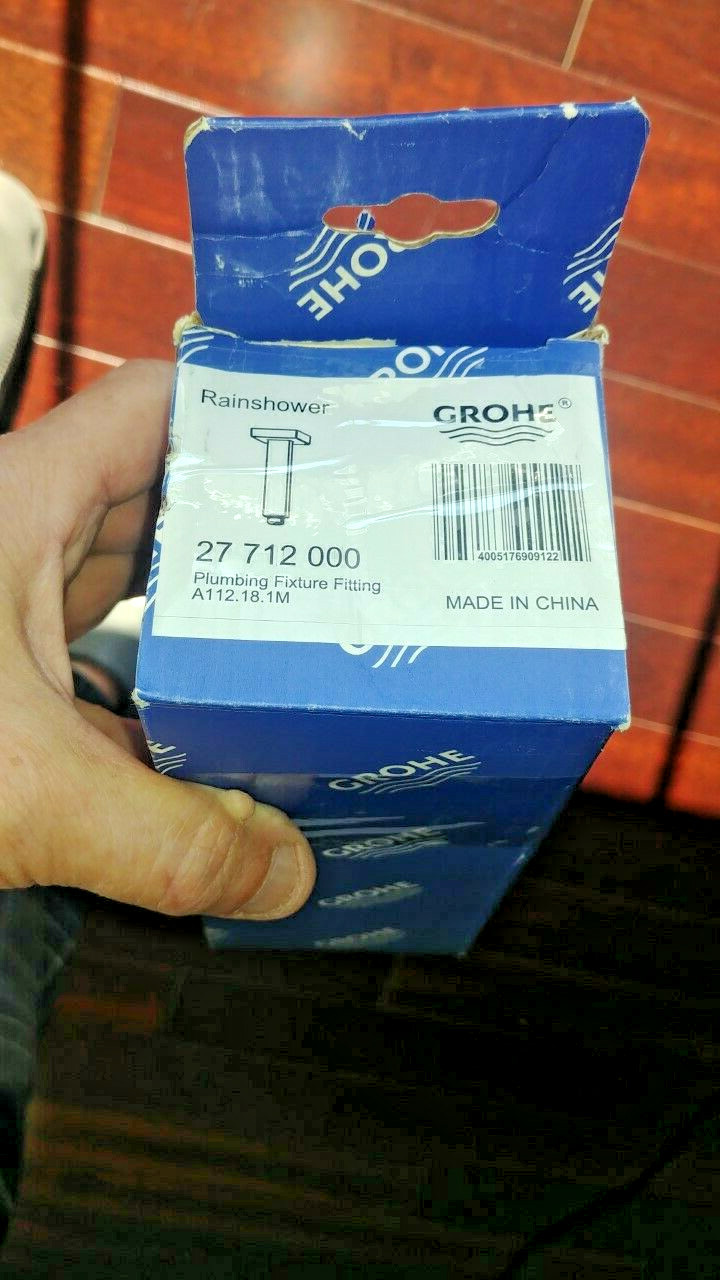 GROHE
Rainshower
GROHE®
27 712 000
Plumbing Fixture Fitting
A112.18.1M
4005176909122
MADE IN CHINA
GROHE
GROHE
GROHE